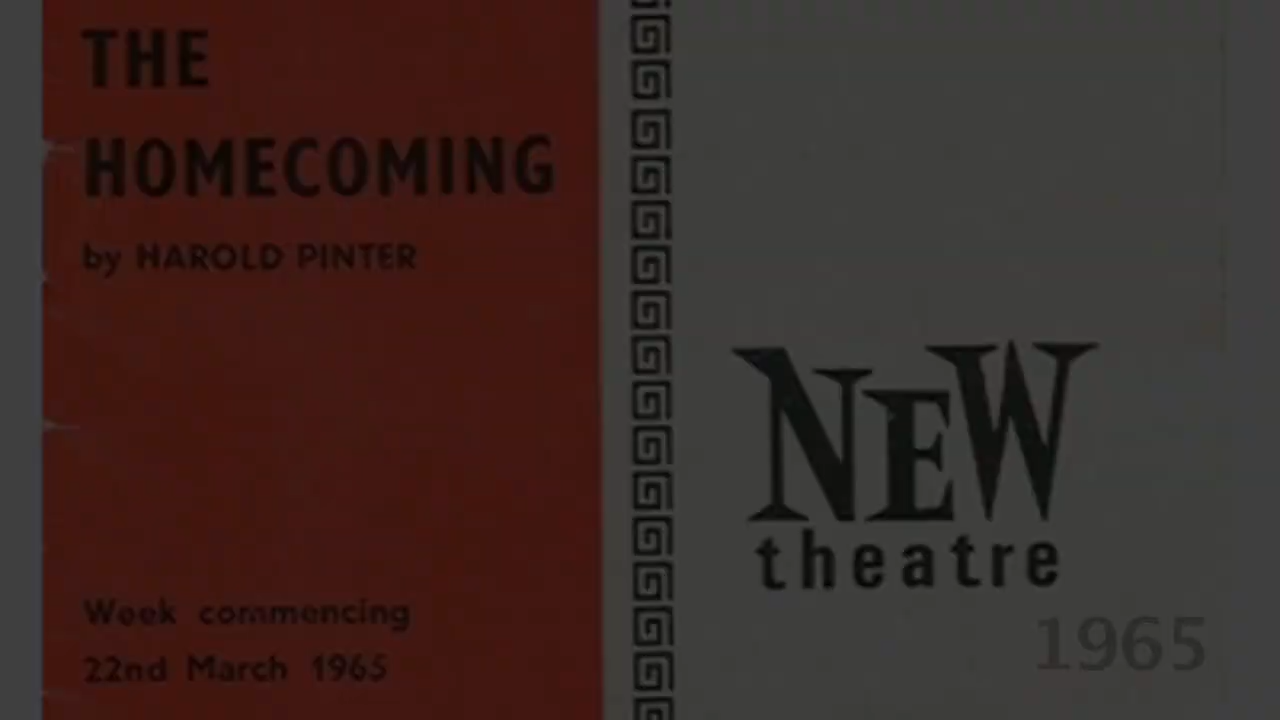 THE
HOMECOMING
by HAROLD PINTER
Week commencing
22nd March 1965
NEW
theatre
1965